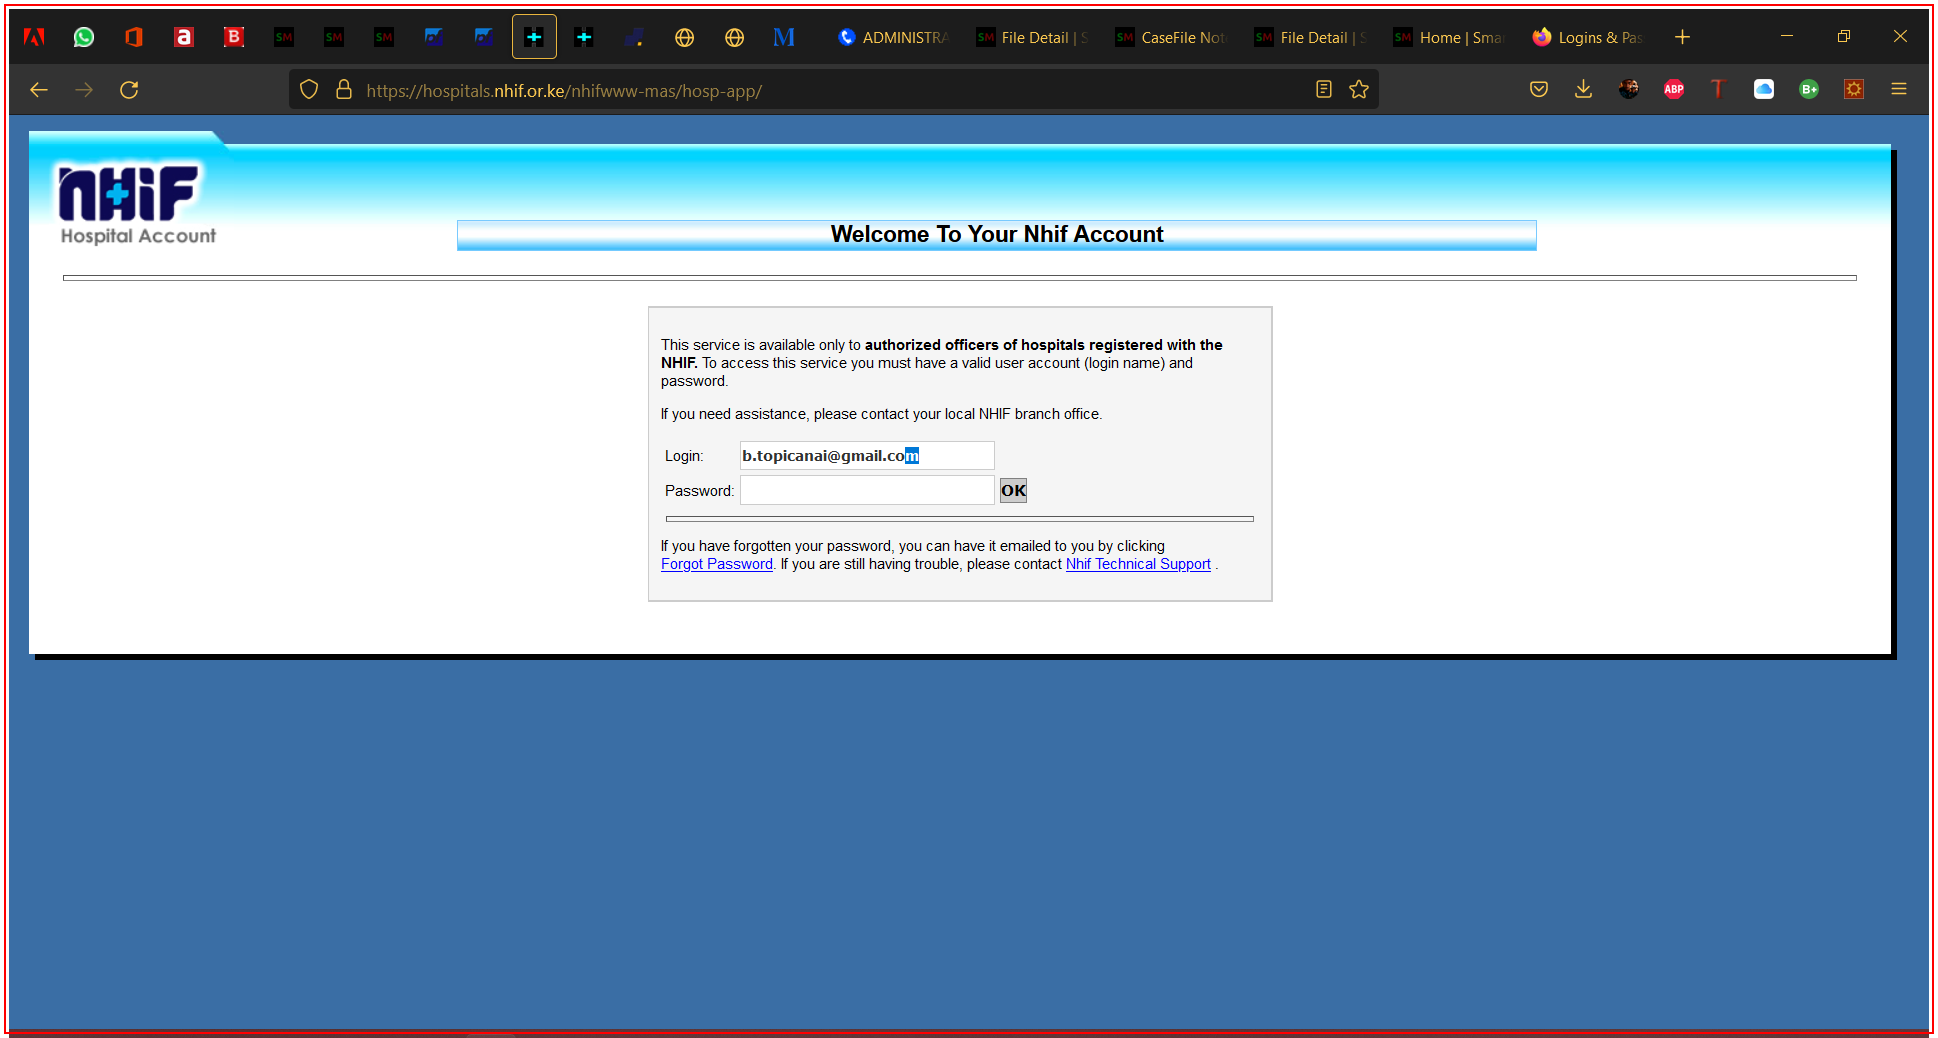 SM SM SM M ADMINISTRA SM File Detail | S SM CaseFile Not SM File Detail | S SM Home | Smar Logins & Pas
https://hospitals.nhif.or.ke/nhifwww-mas/hosp-app/ ABP T B+
NHiF
Hospital Account
Welcome To Your Nhif Account
This service is available only to authorized officers of hospitals registered with the
NHIF. To access this service you must have a valid user account (login name) and
password.
If you need assistance, please contact your local NHIF branch office.
Login: b.topicanai@gmail.com
Password: OK
If you have forgotten your password, you can have it emailed to you by clicking
Forgot Password. If you are still having trouble, please contact Nhif Technical Support .